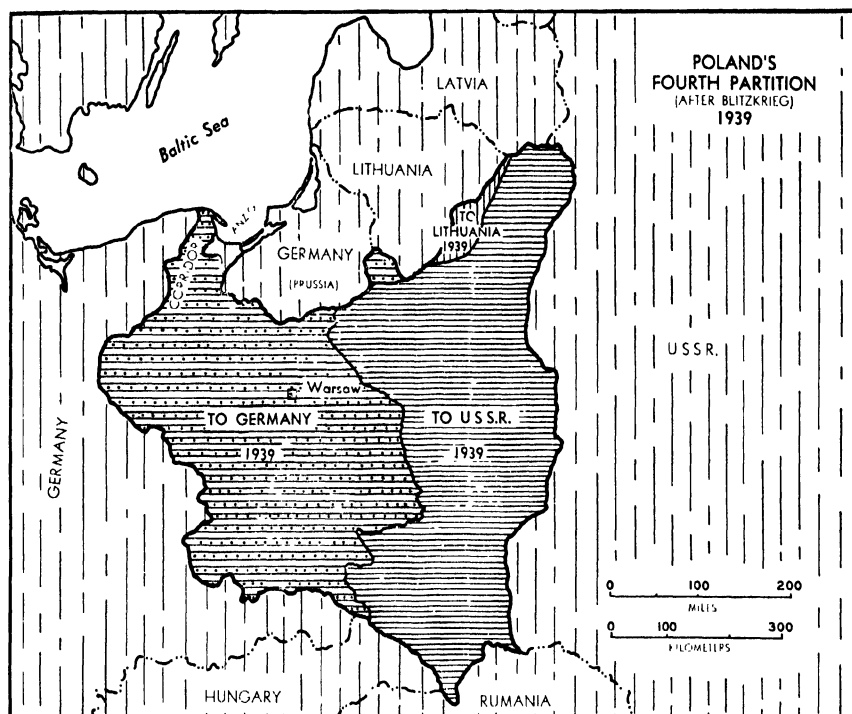 POLAND'S
FOURTH PARTITION
(AFTER BLITZKRIEG)
1939
LATVIA
Baltic Sea
LITHUANIA
TO
LITHUANIA
1939
GERMANY
(PRUSSIA)
CORRIDOR
U S S R.
Warsaw
TO GERMANY
1939
TO U S S.R.
1939
GERMANY
0 100 200
MILES
0 100 300
KILOMETERS
HUNGARY
RUMANIA